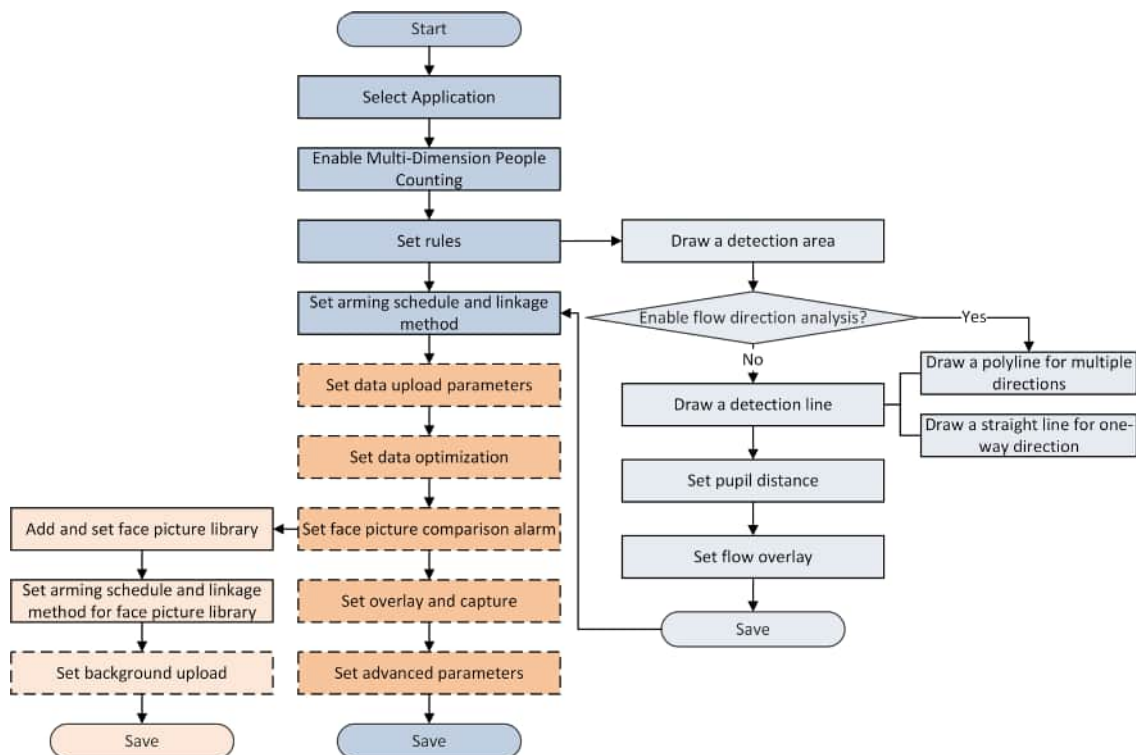 Start
Select Application
Enable Multi-Dimension People
Counting
Set rules
Draw a detection area
Set arming schedule and linkage
method
Enable flow direction analysis?
Yes
No
Draw a polyline for multiple
directions
Set data upload parameters
Draw a detection line
Draw a straight line for one-
way direction
Set data optimization
Set pupil distance
Add and set face picture library
Set face picture comparison alarm
Set flow overlay
Set arming schedule and linkage
method for face picture library
Set overlay and capture
Save
Set background upload
Set advanced parameters
Save
Save